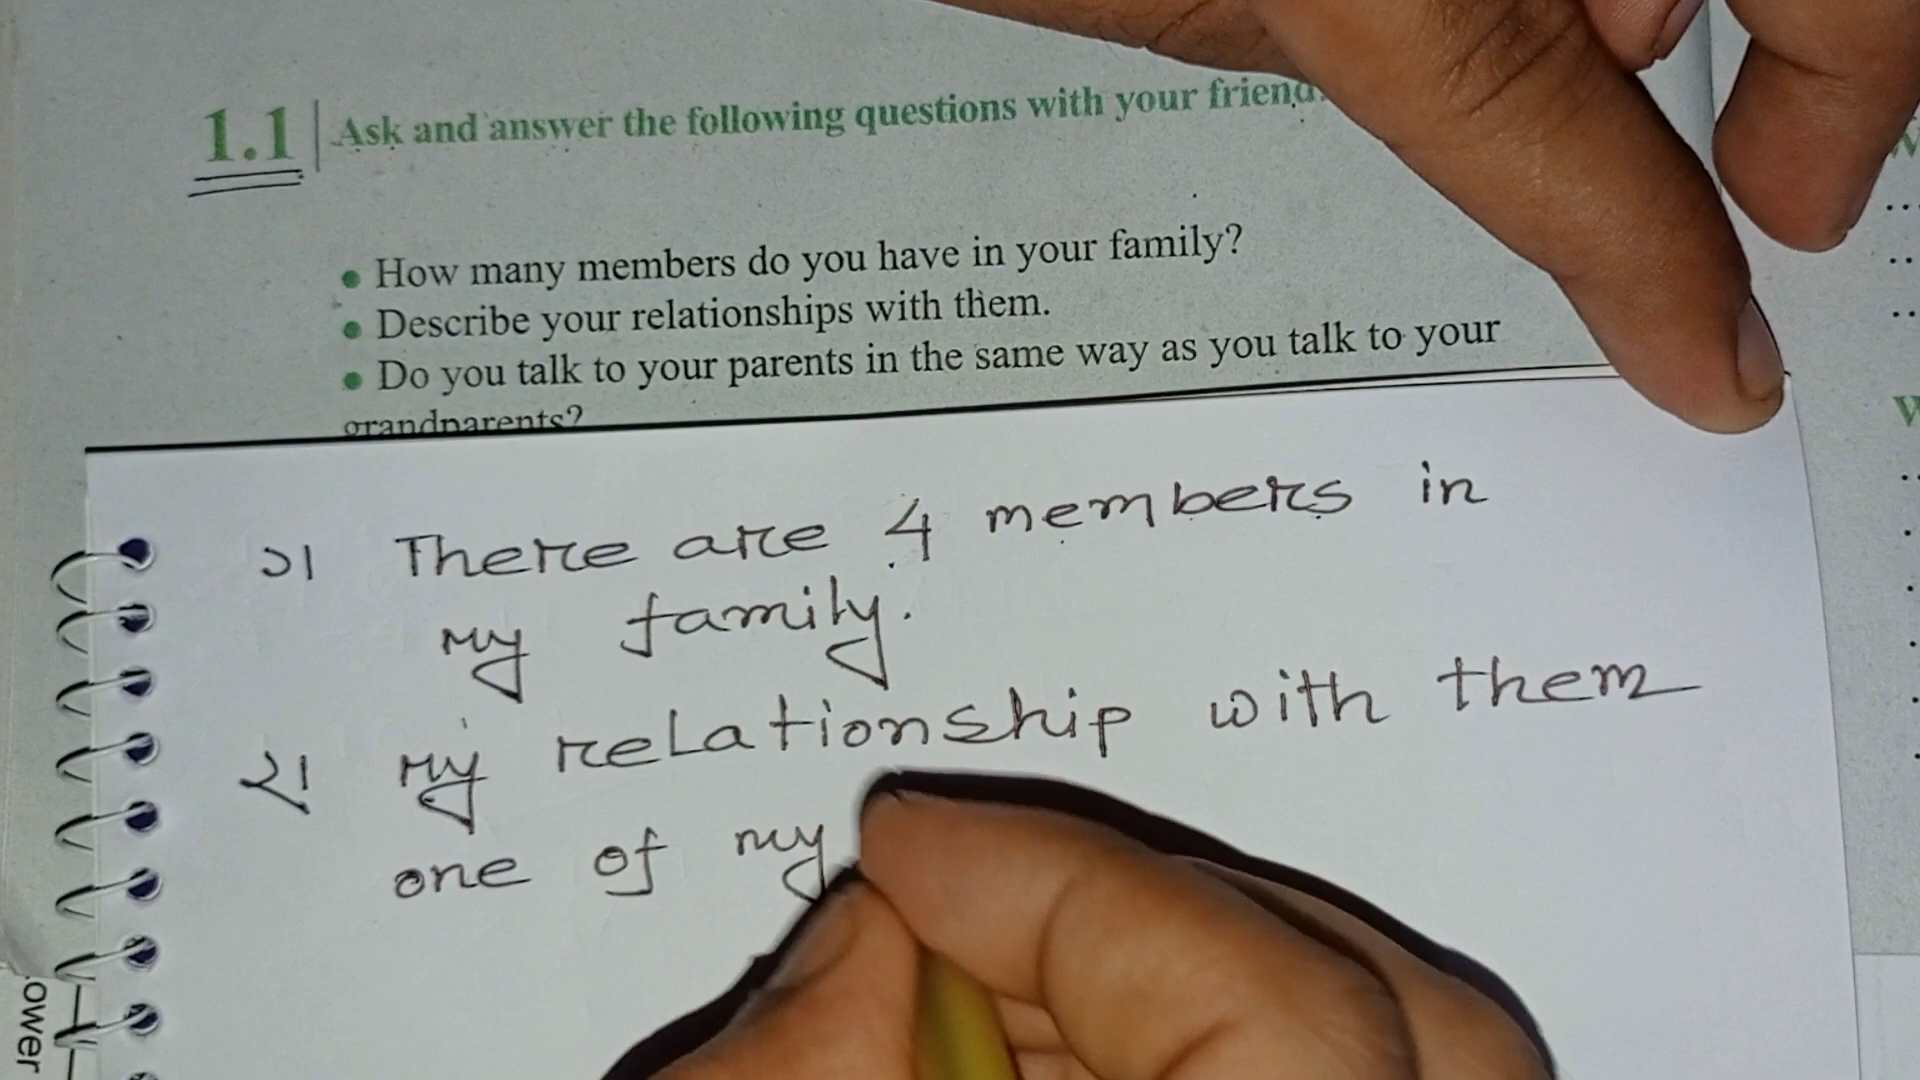 1.1 Ask and answer the following questions with your friend.
• How many members do you have in your family?
• Describe your relationships with them.
• Do you talk to your parents in the same way as you talk to your
grandparents?
১। There are 4 members in
my family.
২। My relationship with them
one of my
ower